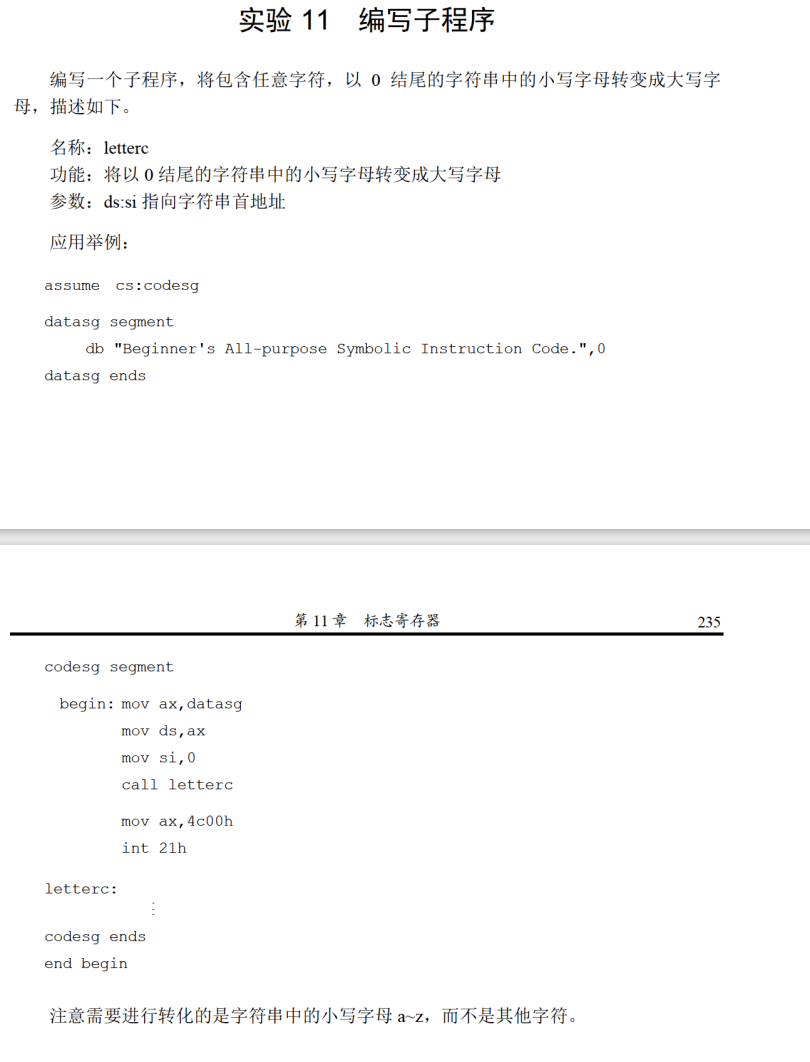 实验 11 编写子程序
编写一个子程序，将包含任意字符，以 0 结尾的字符串中的小写字母转变成大写字
母，描述如下。
名称：letterc
功能：将以 0 结尾的字符串中的小写字母转变成大写字母
参数：ds:si 指向字符串首地址
应用举例：
assume cs:codesg
datasg segment
db "Beginner's All-purpose Symbolic Instruction Code.",0
datasg ends
第 11 章 标志寄存器 235
codesg segment
begin: mov ax,datasg
mov ds,ax
mov si,0
call letterc
mov ax,4c00h
int 21h
letterc:
⋮
codesg ends
end begin
注意需要进行转化的是字符串中的小写字母 a~z，而不是其他字符。